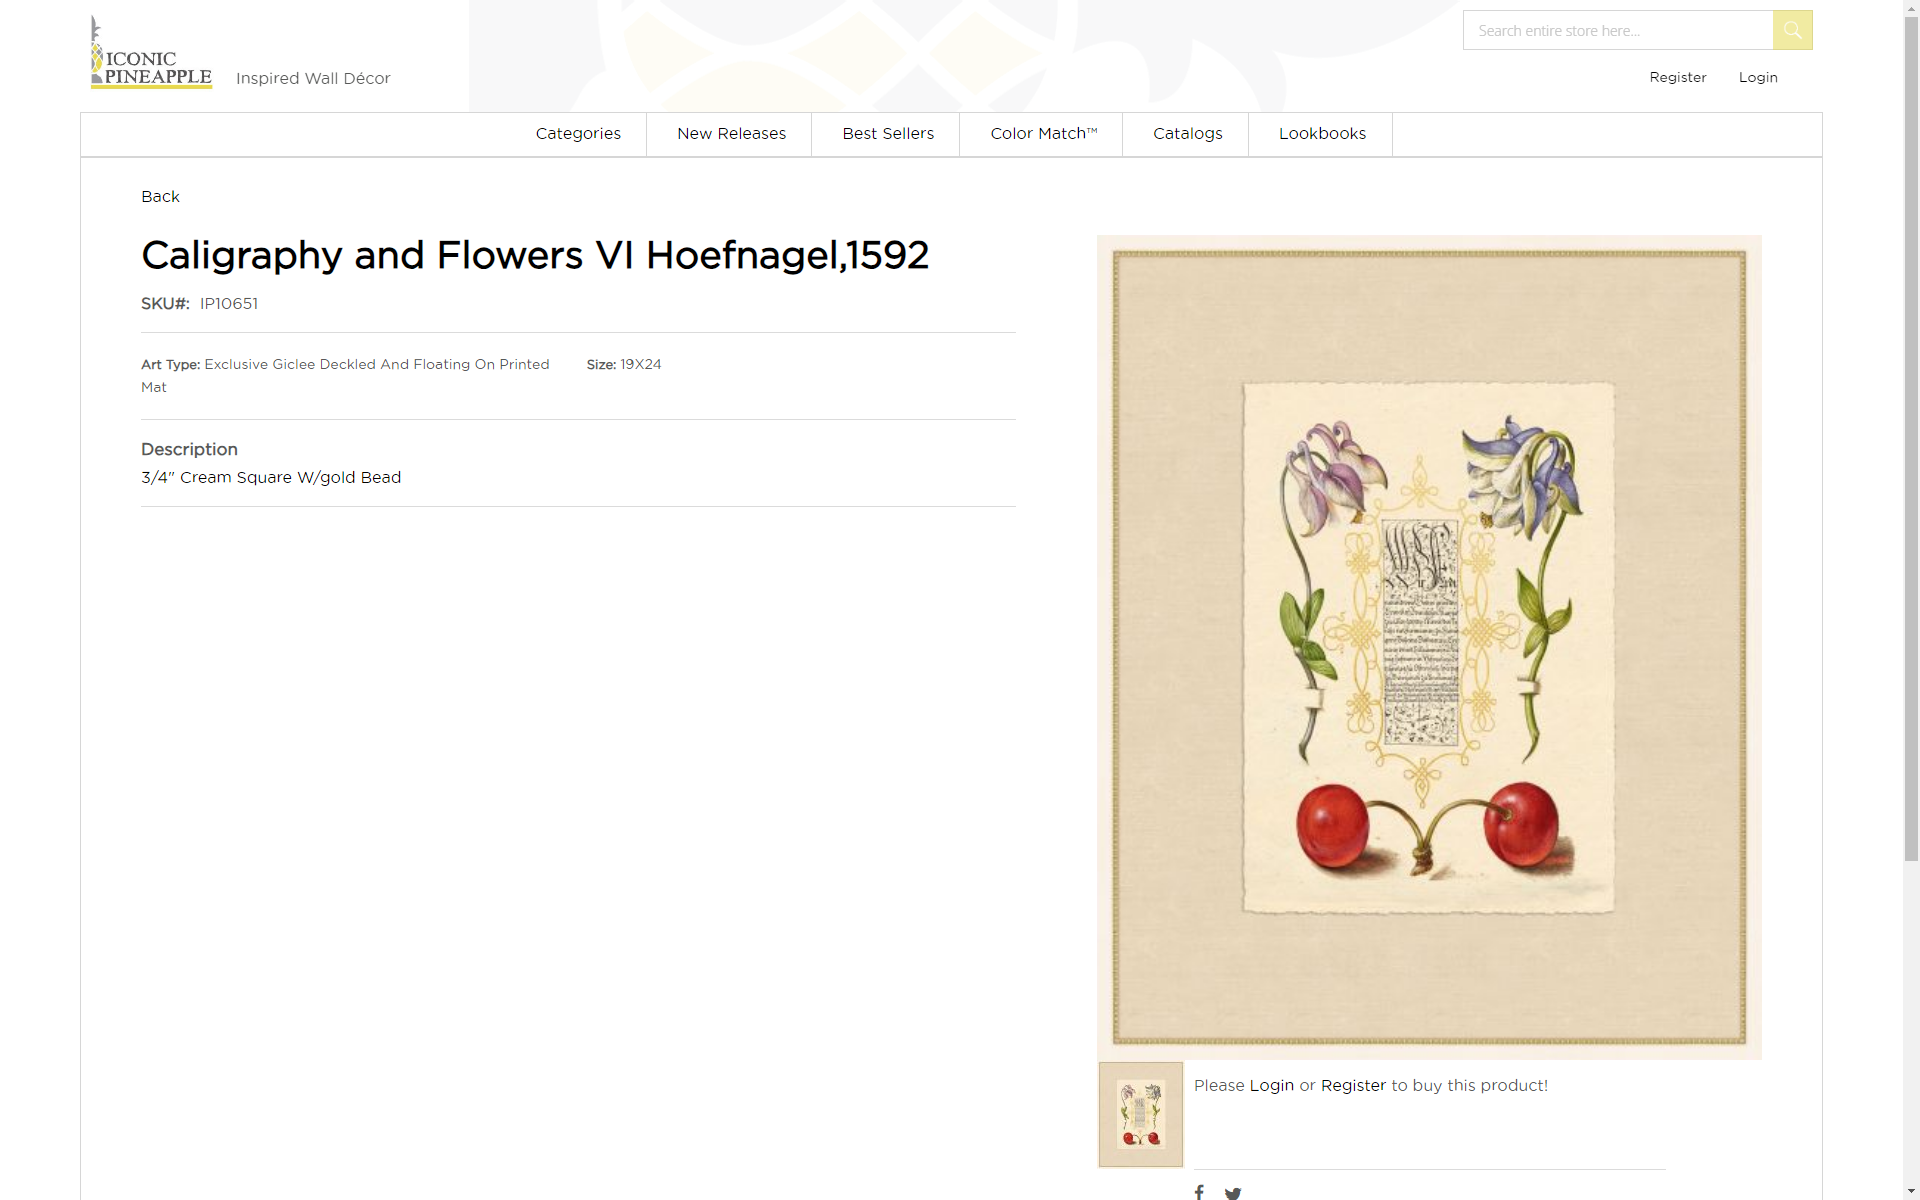 ICONIC
PINEAPPLE
Inspired Wall Décor
Search entire store here...
Register
Login
Categories
New Releases
Best Sellers
Color Match™
Catalogs
Lookbooks
Back
Caligraphy and Flowers VI Hoefnagel,1592
SKU#: IP10651
Art Type: Exclusive Giclee Deckled And Floating On Printed
Mat
Size: 19X24
Description
3/4" Cream Square W/gold Bead
Please Login or Register to buy this product!